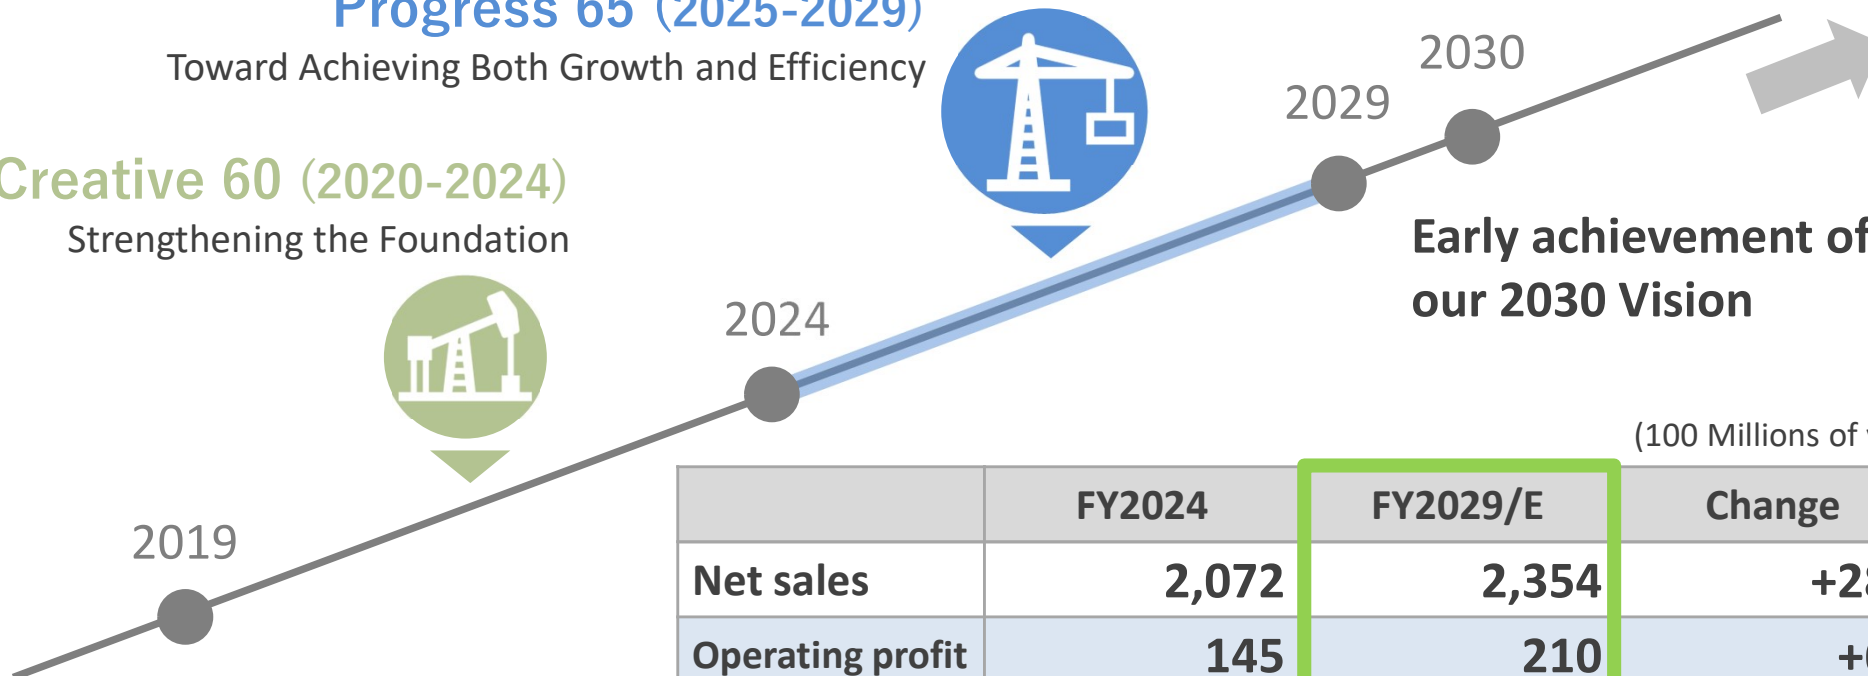 Progress 65 (2025-2029)
Toward Achieving Both Growth and Efficiency
2030
2029
Creative 60 (2020-2024)
Strengthening the Foundation
Early achievement of
our 2030 Vision
2024
2019
(100 Millions of
FY2024 FY2029/E Change
Net sales 2,072 2,354
Operating profit 145 210